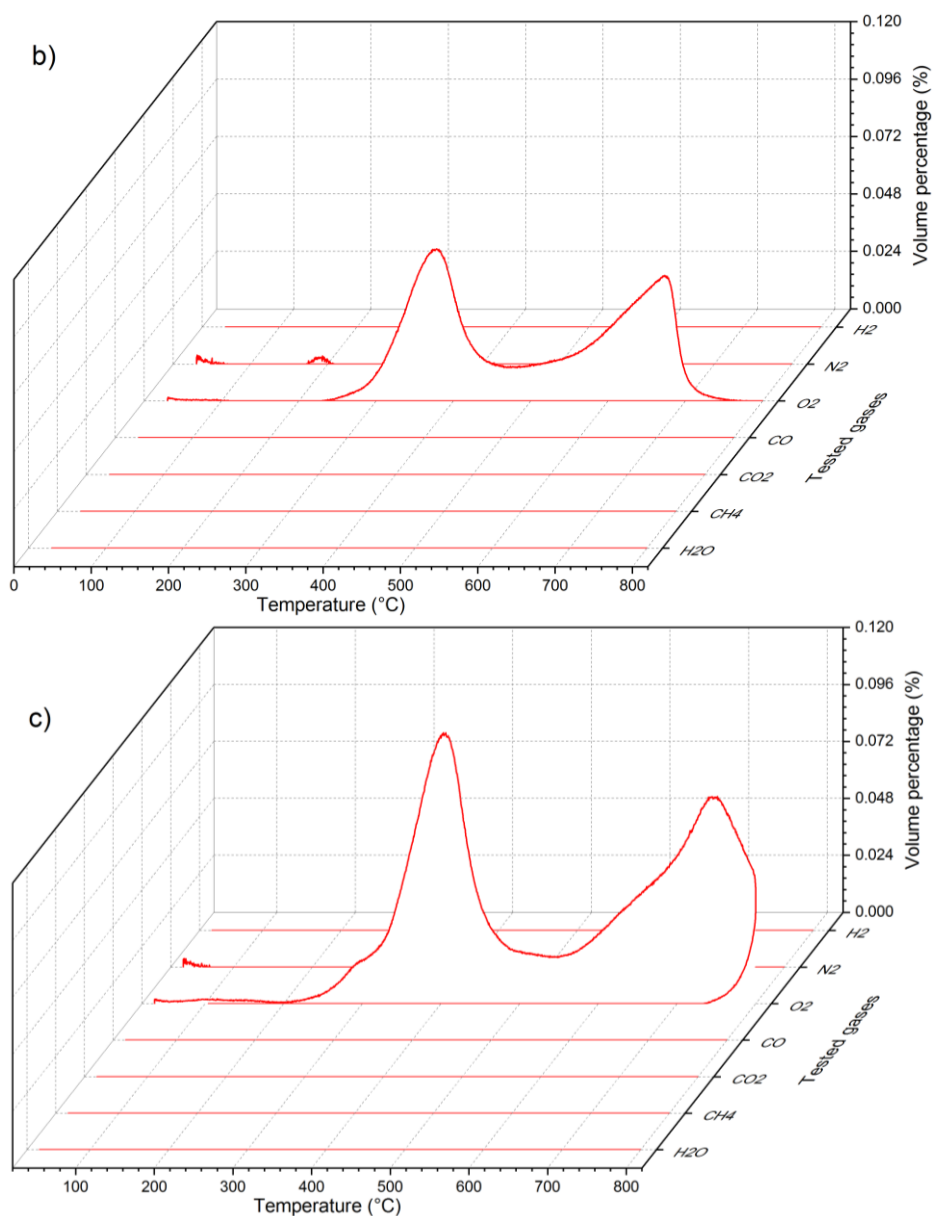 b)
0.120
0.096
0.072
0.048
0.024
0.000
Volume percentage (%)
H2
N2
O2
CO
CO2
CH4
H2O
Tested gases
0 100 200 300 400 500 600 700 800
Temperature (°C)
c)
0.120
0.096
0.072
0.048
0.024
0.000
Volume percentage (%)
H2
N2
O2
CO
CO2
CH4
H2O
Tested gases
100 200 300 400 500 600 700 800
Temperature (°C)